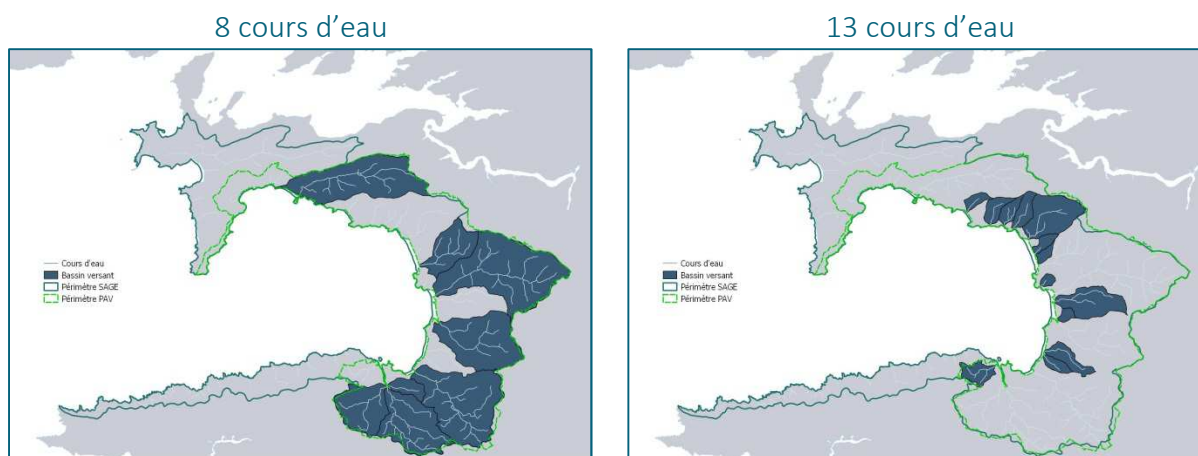 8 cours d’eau
13 cours d’eau
Cours d'eau
Bassin versant
Périmètre SAGE
Périmètre PAV
Cours d'eau
Bassin versant
Périmètre SAGE
Périmètre PAV